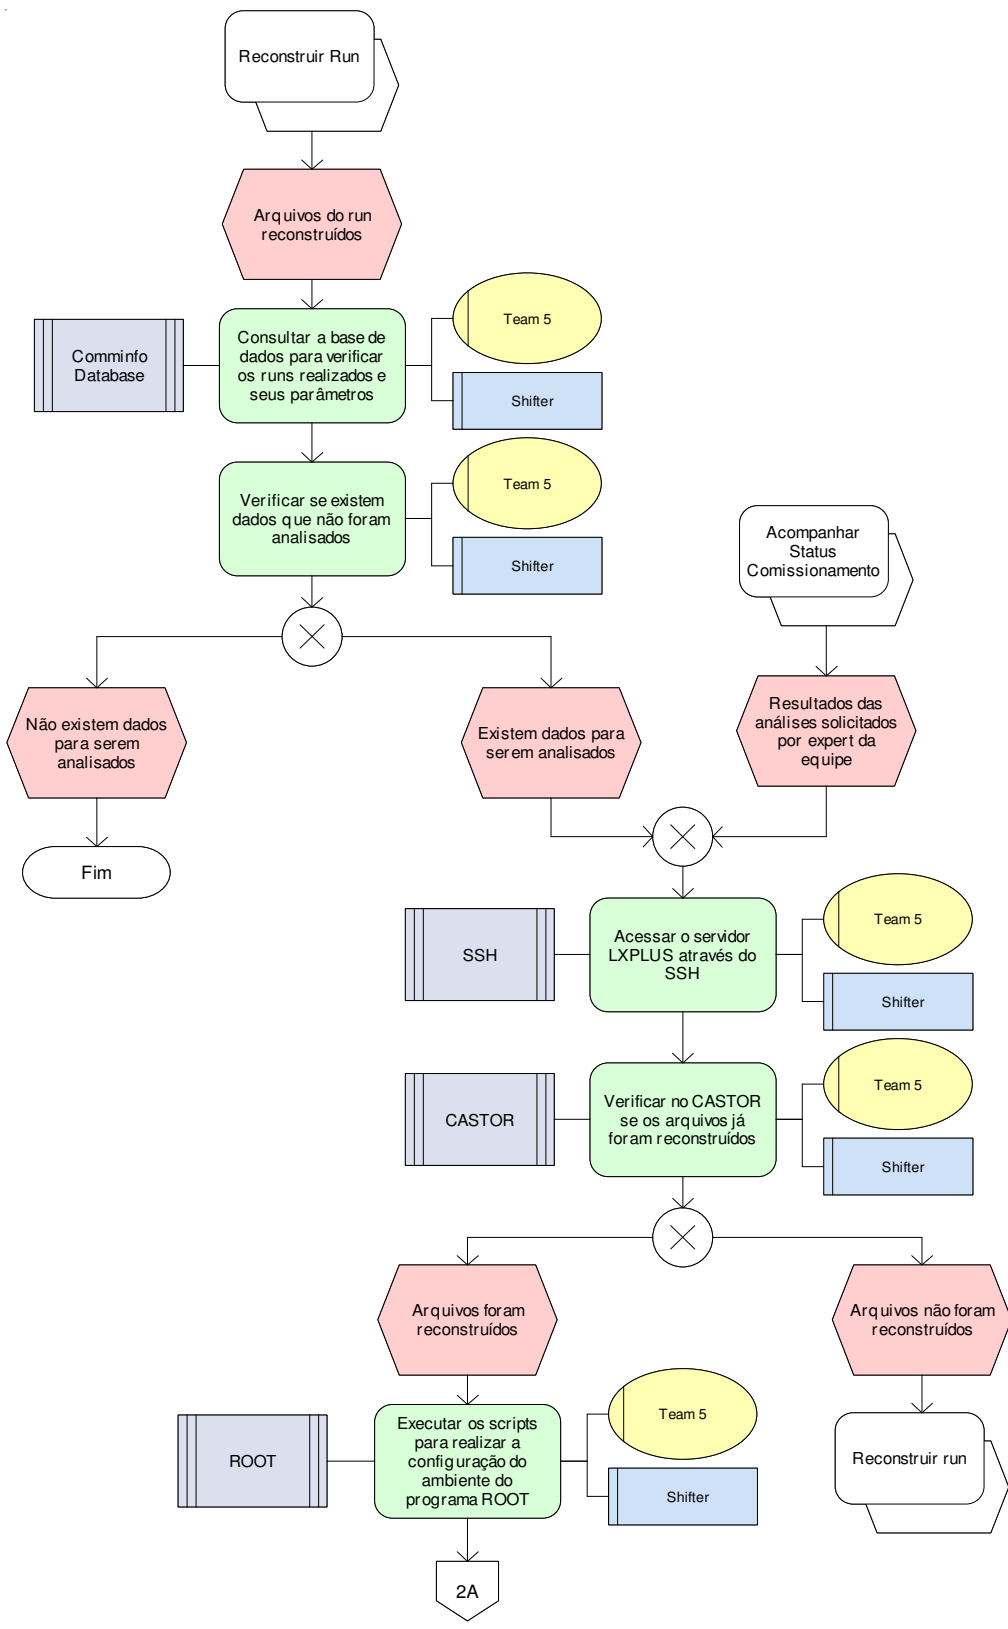 Reconstruir Run
Arquivos do run
reconstruídos
Comminfo
Database
Consultar a base de
dados para verificar
os runs realizados e
seus parâmetros
Team 5
Shifter
Verificar se existem
dados que não foram
analisados
Team 5
Shifter
Acompanhar
Status
Comissionamento
Não existem dados
para serem
analisados
Existem dados para
serem analisados
Resultados das
análises solicitados
por expert da
equipe
Fim
SSH
Acessar o servidor
LXPLUS através do
SSH
Team 5
Shifter
CASTOR
Verificar no CASTOR
se os arquivos já
foram reconstruídos
Team 5
Shifter
Arquivos foram
reconstruídos
Arquivos não foram
reconstruídos
ROOT
Executar os scripts
para realizar a
configuração do
ambiente do
programa ROOT
Team 5
Shifter
Reconstruir run
2A